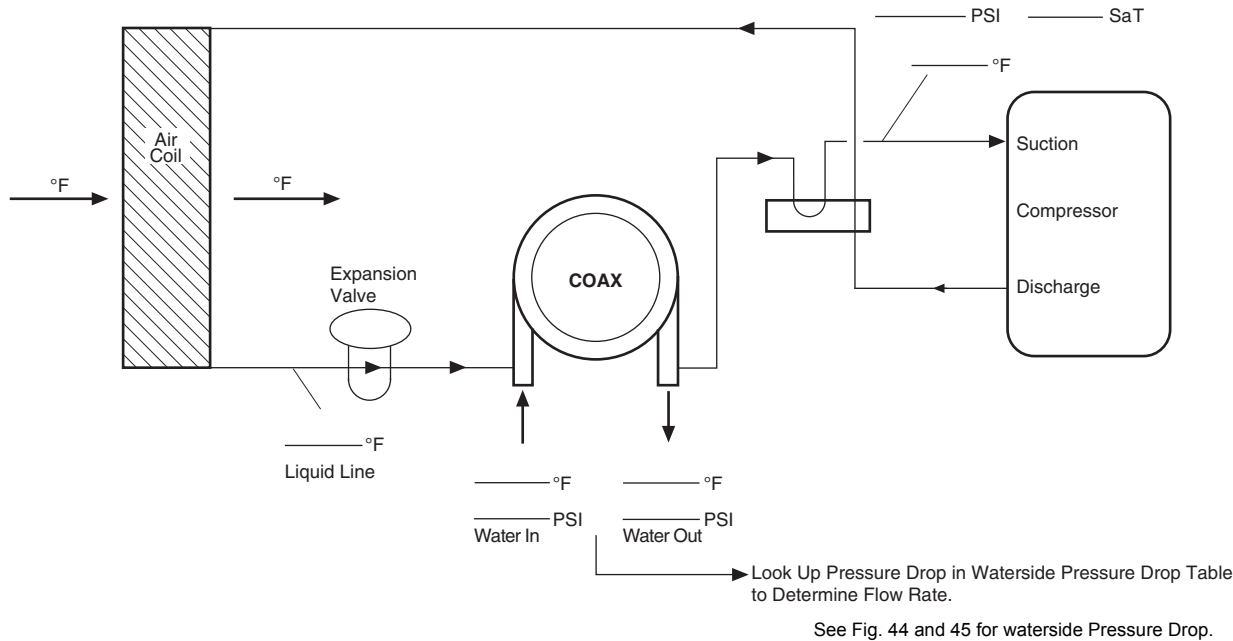 PSI SaT
°F
Air
Coil
Suction
°F °F
Compressor
Expansion
Valve
COAX
Discharge
°F
Liquid Line
°F °F
PSI PSI
Water In Water Out
Look Up Pressure Drop in Waterside Pressure Drop Table
to Determine Flow Rate.
See Fig. 44 and 45 for waterside Pressure Drop.